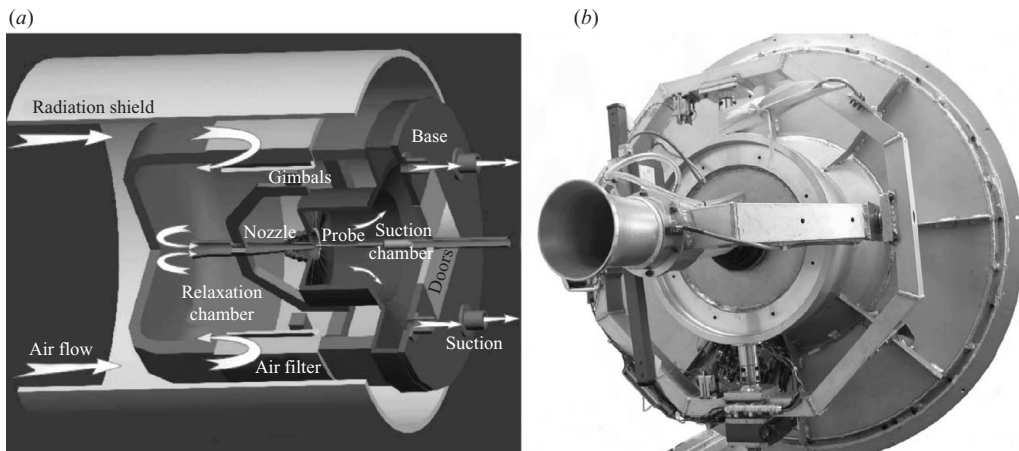 (a)
(b)
Radiation shield
Base
Gimbals
Nozzle
Probe
Suction
chamber
Doors
Relaxation
chamber
Air flow
Air filter
Suction